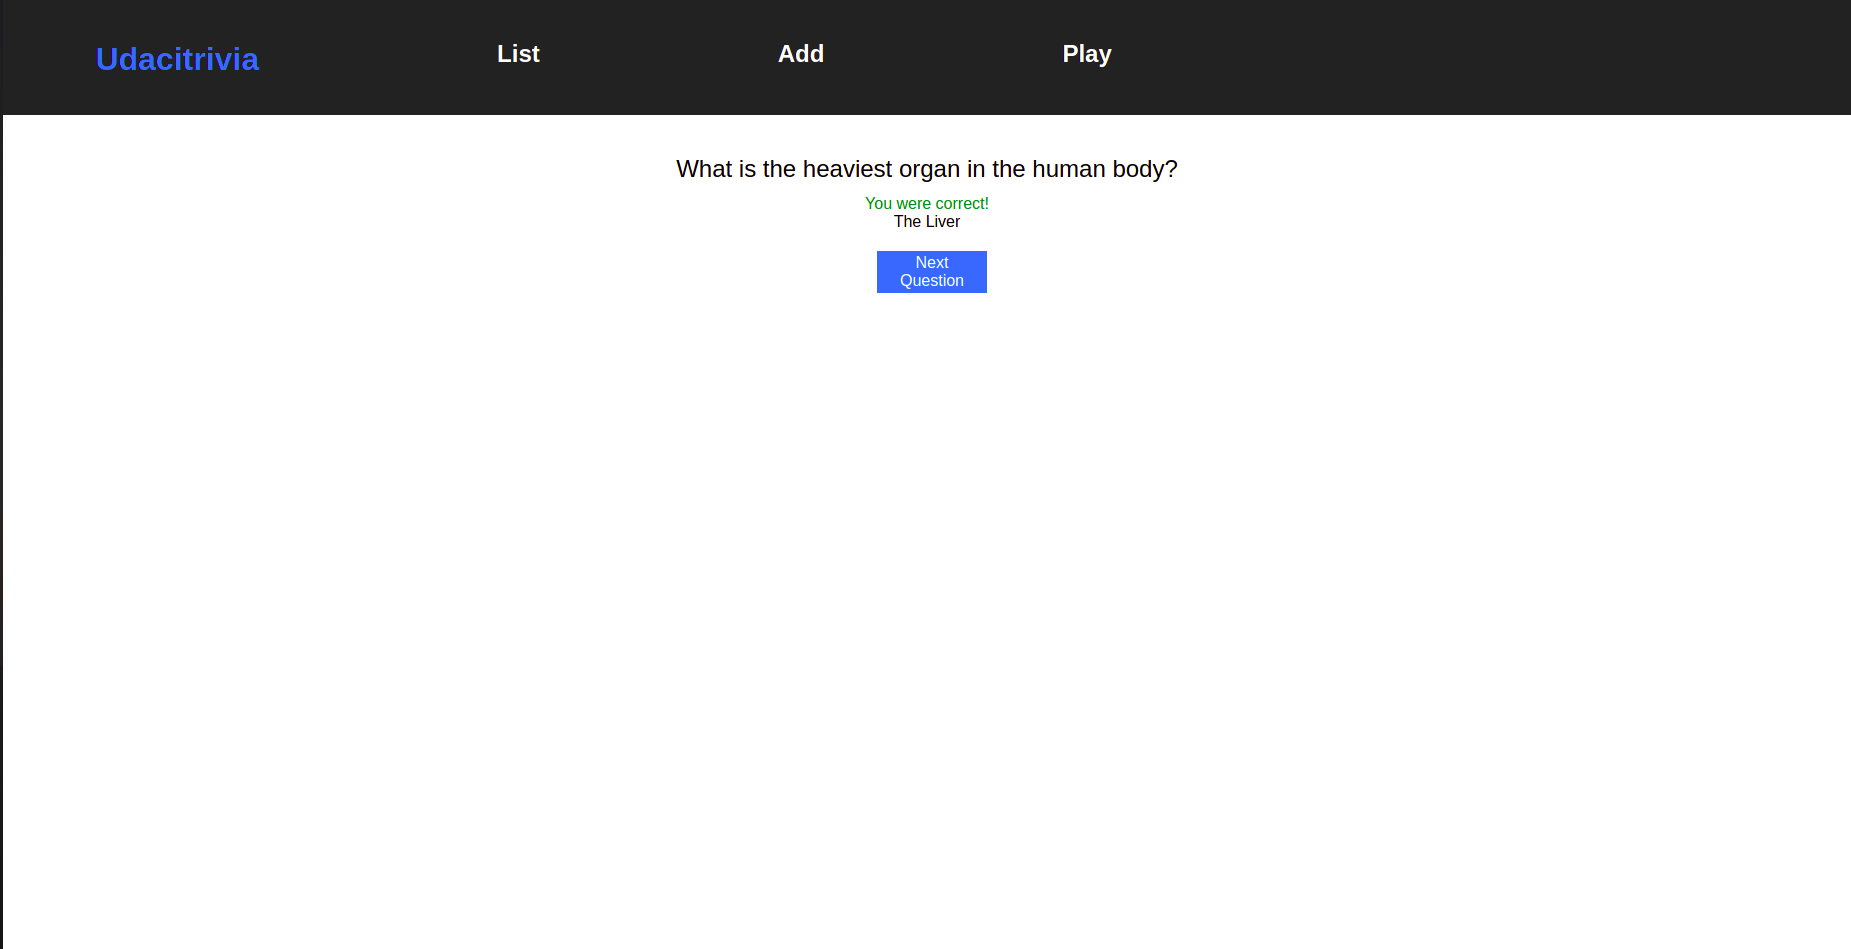 Udacitrivia
List
Add
Play
What is the heaviest organ in the human body?
You were correct!
The Liver
Next
Question